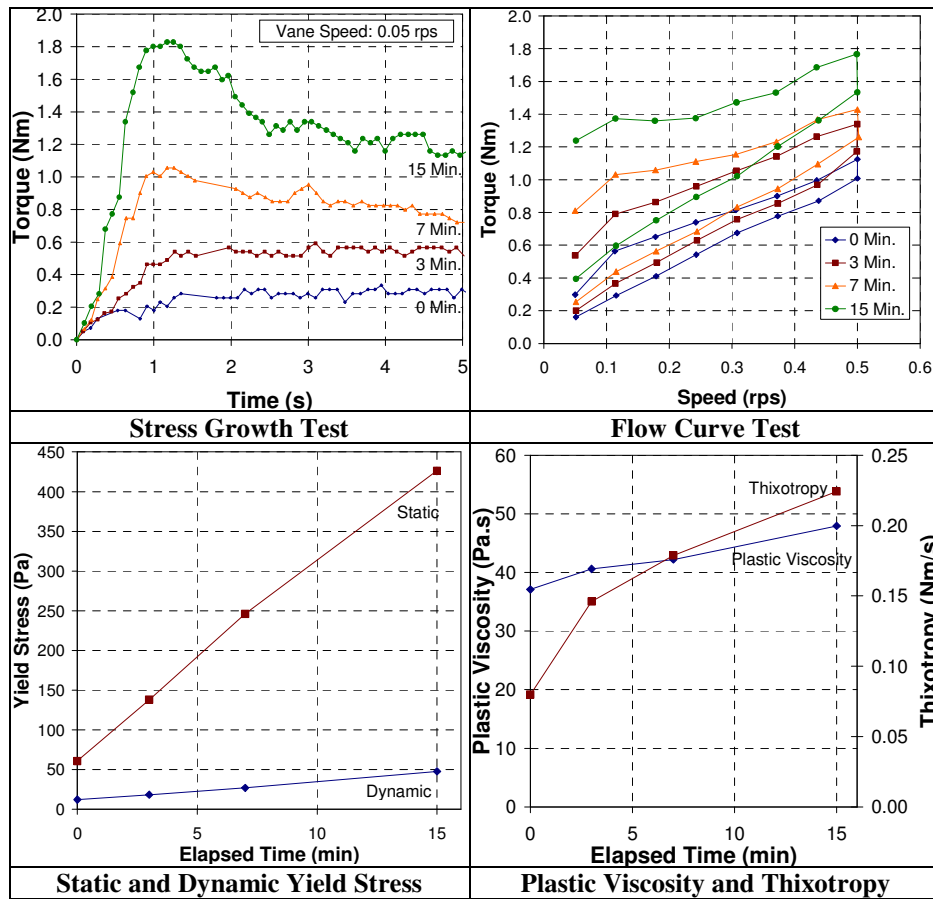 Torque (Nm)
2.0
1.8
1.6
1.4
1.2
1.0
0.8
0.6
0.4
0.2
0.0
Vane Speed: 0.05 rps
15 Min.
7 Min.
3 Min.
0 Min.
0 1 2 3 4 5
Time (s)
Stress Growth Test
Torque (Nm)
2.0
1.8
1.6
1.4
1.2
1.0
0.8
0.6
0.4
0.2
0.0
0 Min.
3 Min.
7 Min.
15 Min.
0 0.1 0.2 0.3 0.4 0.5 0.6
Speed (rps)
Flow Curve Test
Yield Stress (Pa)
450
400
350
300
250
200
150
100
50
0
Static
Dynamic
0 5 10 15
Elapsed Time (min)
Static and Dynamic Yield Stress
Plastic Viscosity (Pa.s)
60
50
40
30
20
10
0
Thixotropy
Plastic Viscosity
0.25
0.20
0.15
0.10
0.05
0.00
Thixotropy (Nm/s)
0 5 10 15
Elapsed Time (min)
Plastic Viscosity and Thixotropy